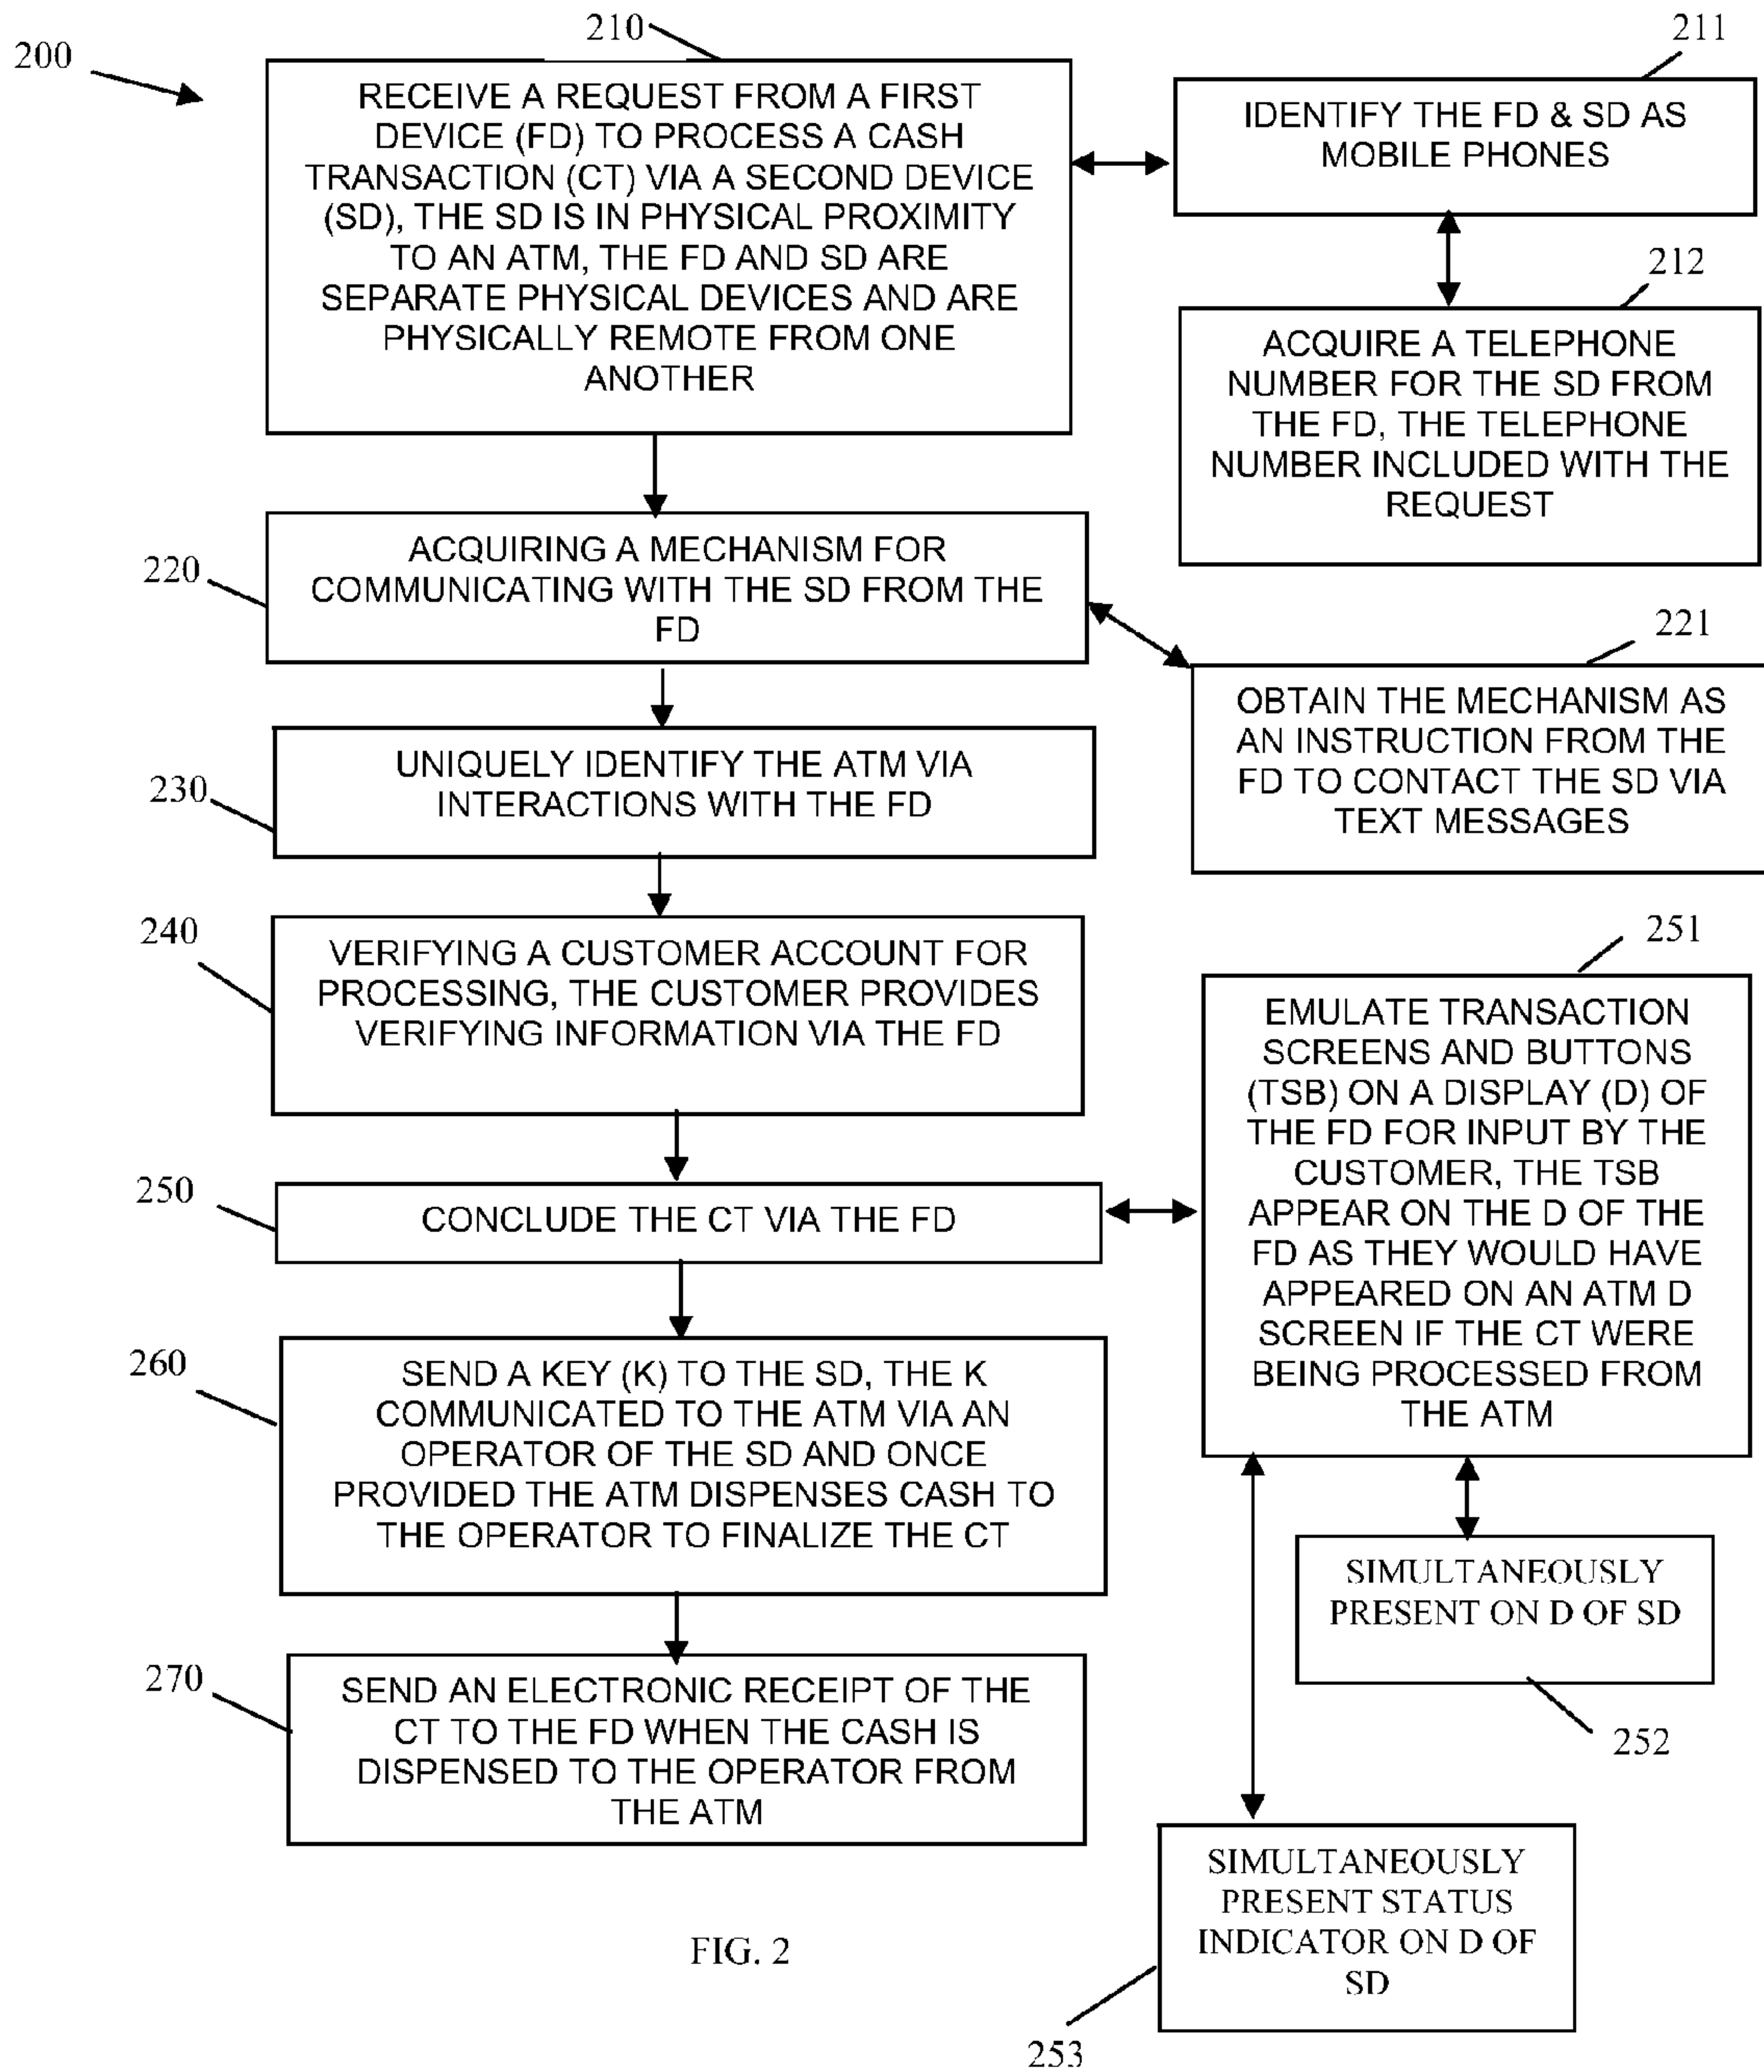 200
210
RECEIVE A REQUEST FROM A FIRST
DEVICE (FD) TO PROCESS A CASH
TRANSACTION (CT) VIA A SECOND DEVICE
(SD), THE SD IS IN PHYSICAL PROXIMITY
TO AN ATM, THE FD AND SD ARE
SEPARATE PHYSICAL DEVICES AND ARE
PHYSICALLY REMOTE FROM ONE
ANOTHER
211
IDENTIFY THE FD & SD AS
MOBILE PHONES
212
ACQUIRE A TELEPHONE
NUMBER FOR THE SD FROM
THE FD, THE TELEPHONE
NUMBER INCLUDED WITH THE
REQUEST
220
ACQUIRING A MECHANISM FOR
COMMUNICATING WITH THE SD FROM THE
FD
221
OBTAIN THE MECHANISM AS
AN INSTRUCTION FROM THE
FD TO CONTACT THE SD VIA
TEXT MESSAGES
230
UNIQUELY IDENTIFY THE ATM VIA
INTERACTIONS WITH THE FD
240
VERIFYING A CUSTOMER ACCOUNT FOR
PROCESSING, THE CUSTOMER PROVIDES
VERIFYING INFORMATION VIA THE FD
250
CONCLUDE THE CT VIA THE FD
251
EMULATE TRANSACTION
SCREENS AND BUTTONS
(TSB) ON A DISPLAY (D) OF
THE FD FOR INPUT BY THE
CUSTOMER, THE TSB
APPEAR ON THE D OF THE
FD AS THEY WOULD HAVE
APPEARED ON AN ATM D
SCREEN IF THE CT WERE
BEING PROCESSED FROM
THE ATM
260
SEND A KEY (K) TO THE SD, THE K
COMMUNICATED TO THE ATM VIA AN
OPERATOR OF THE SD AND ONCE
PROVIDED THE ATM DISPENSES CASH TO
THE OPERATOR TO FINALIZE THE CT
SIMULTANEOUSLY
PRESENT ON D OF SD
252
270
SEND AN ELECTRONIC RECEIPT OF THE
CT TO THE FD WHEN THE CASH IS
DISPENSED TO THE OPERATOR FROM
THE ATM
SIMULTANEOUSLY
PRESENT STATUS
INDICATOR ON D OF
SD
253
FIG. 2